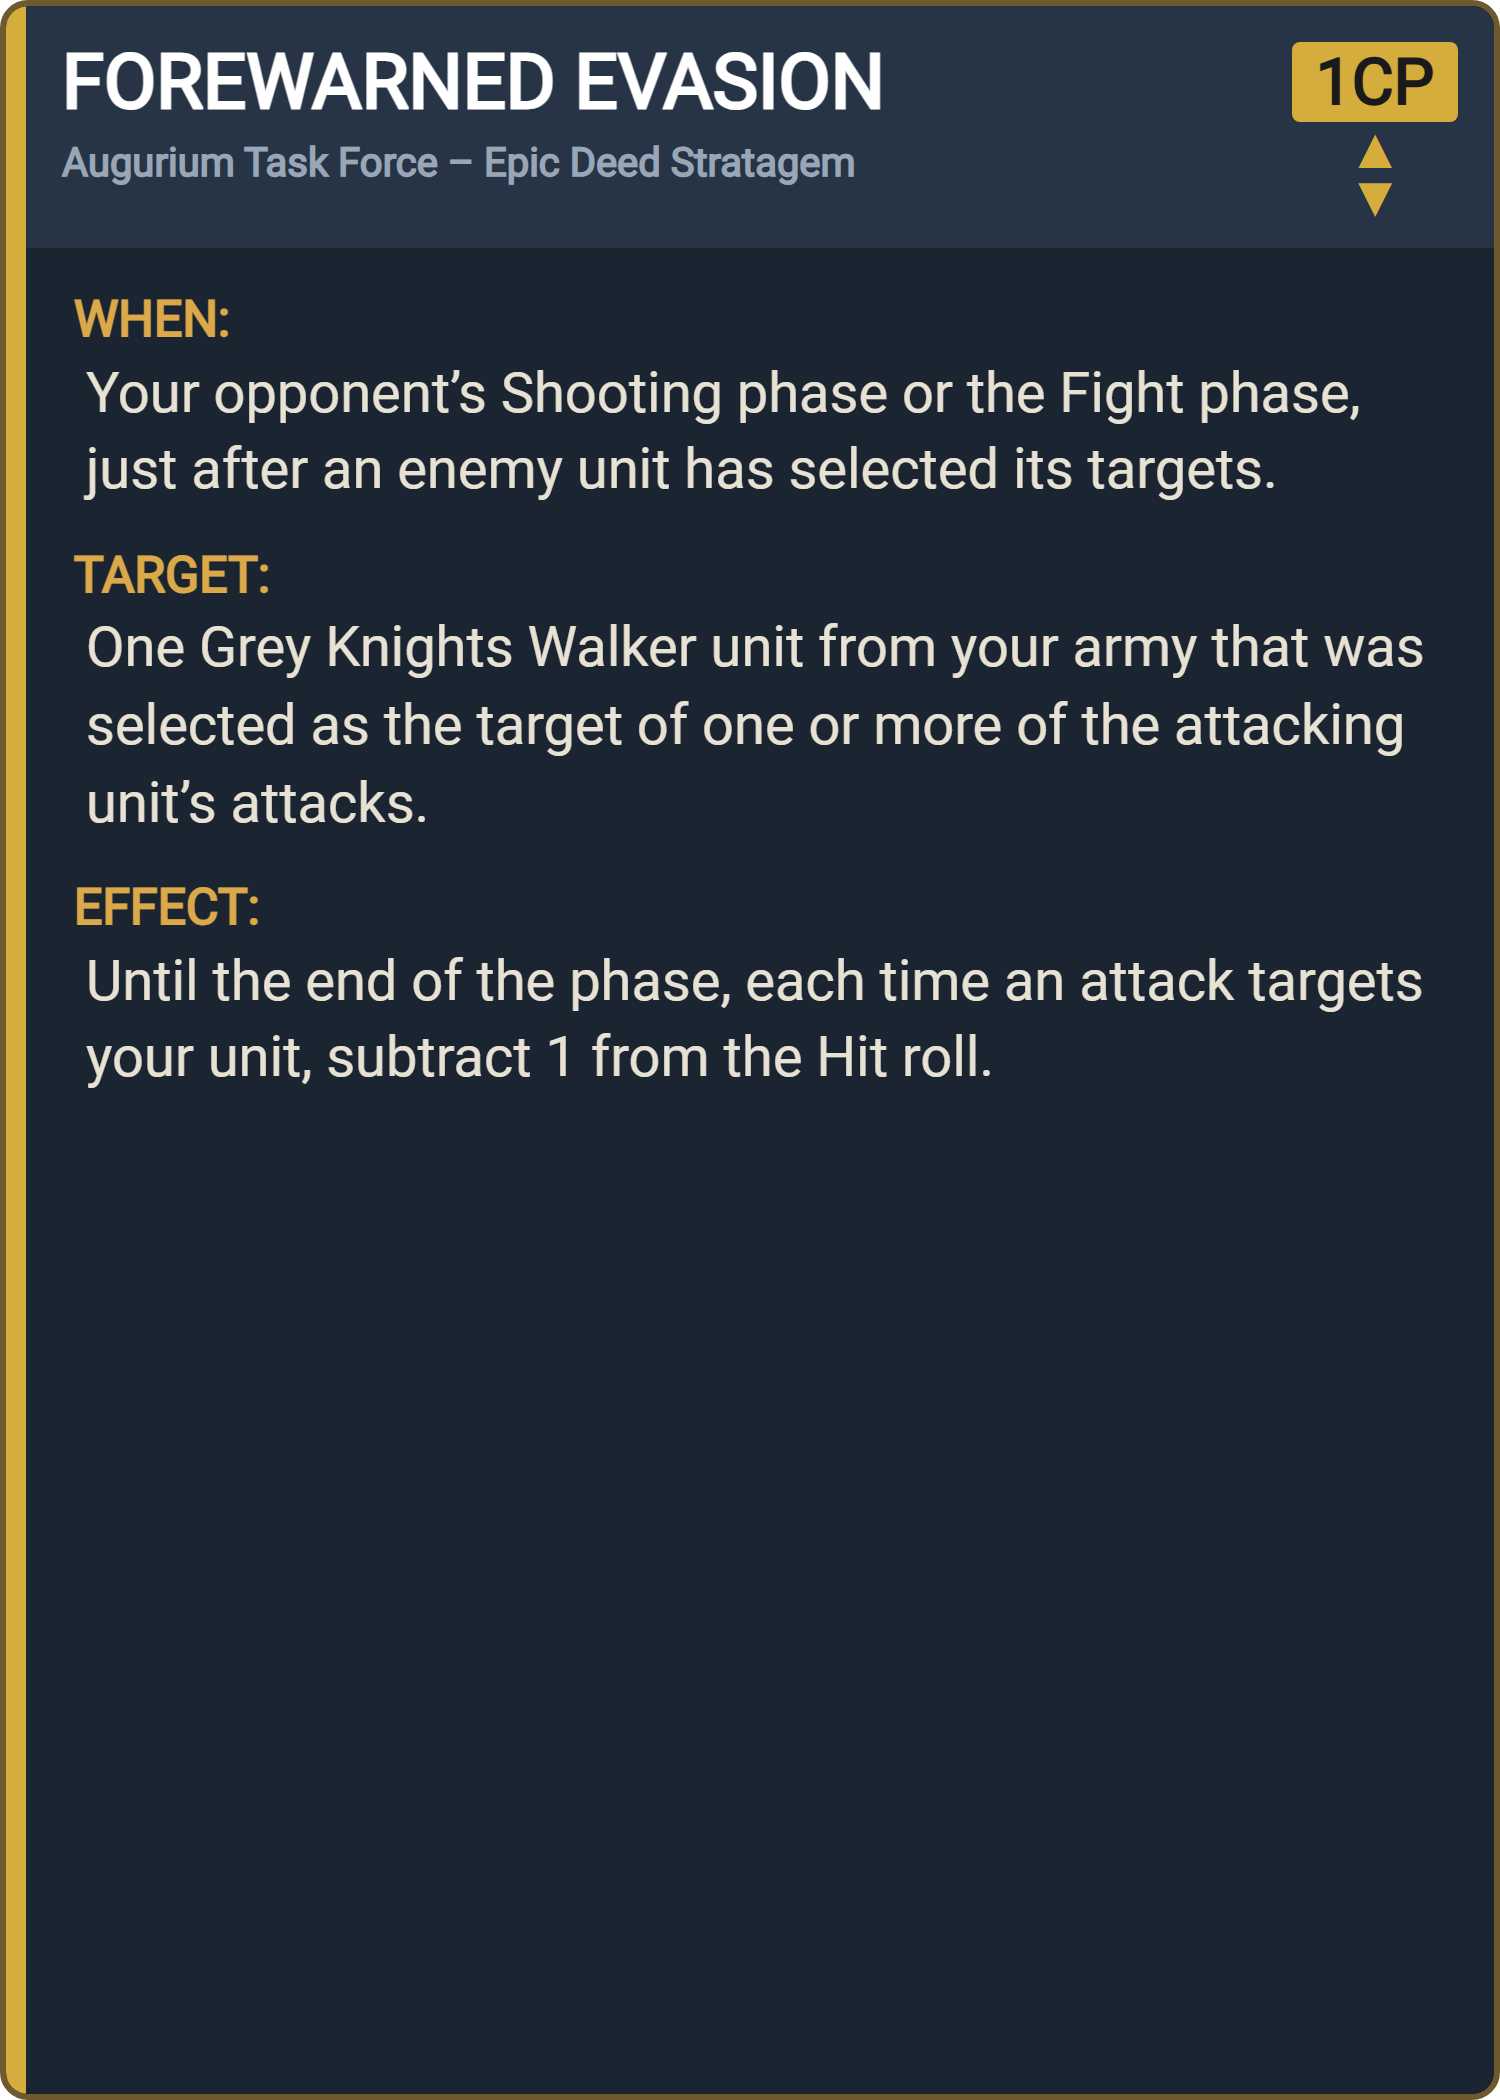 FOREWARNED EVASION
1CP
Augurium Task Force – Epic Deed Stratagem
WHEN:
Your opponent’s Shooting phase or the Fight phase,
just after an enemy unit has selected its targets.
TARGET:
One Grey Knights Walker unit from your army that was
selected as the target of one or more of the attacking
unit’s attacks.
EFFECT:
Until the end of the phase, each time an attack targets
your unit, subtract 1 from the Hit roll.